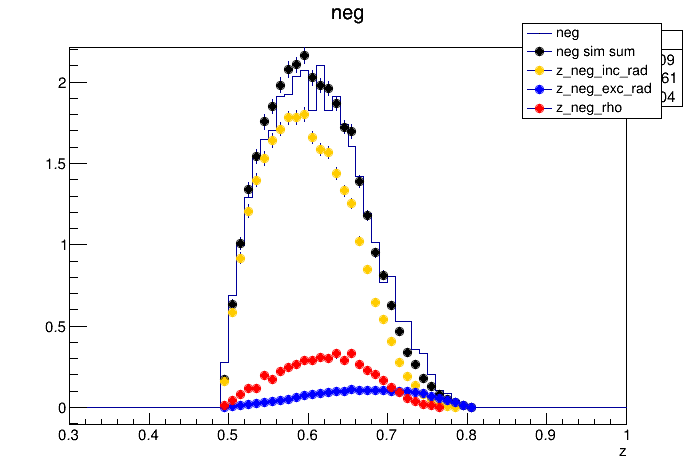 neg
neg
neg sim sum
z_neg_inc_rad
z_neg_exc_rad
z_neg_rho
09
61
04
2
1.5
1
0.5
0
0.3 0.4 0.5 0.6 0.7 0.8 0.9 1
z